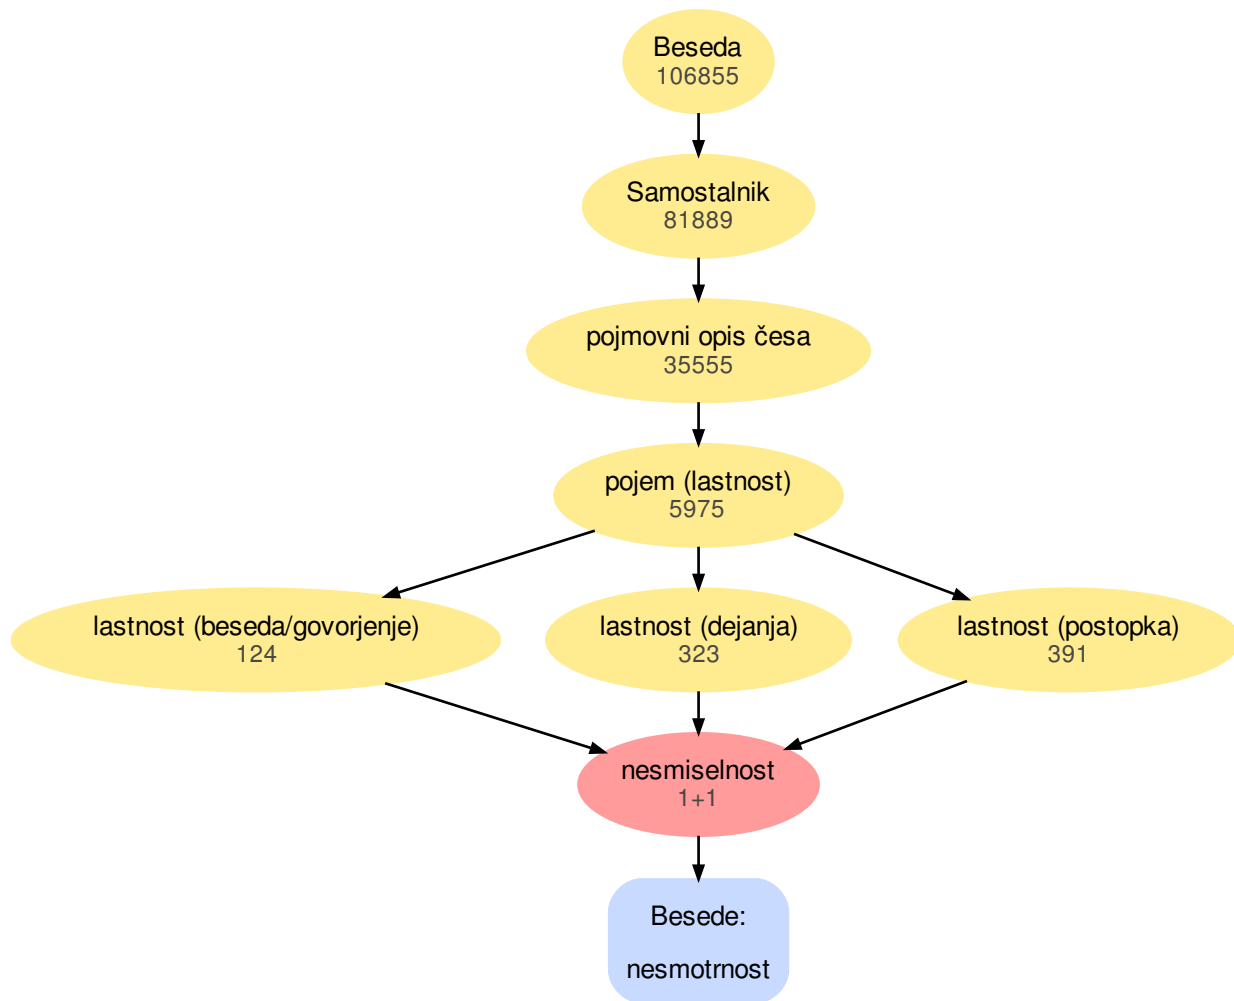 Beseda
106855
Samostalnik
81889
pojmovni opis česa
35555
pojem (lastnost)
5975
lastnost (beseda/govorjenje)
124
lastnost (dejanja)
323
lastnost (postopka)
391
nesmiselnost
1+1
Besede:
nesmotrnost